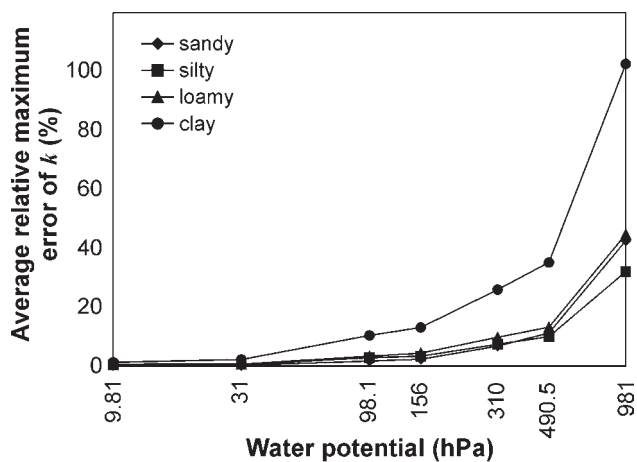 Average relative maximum
error of k (%)
100
80
60
40
20
0
sandy
silty
loamy
clay
9.81
31
98.1
156
310
490.5
981
Water potential (hPa)